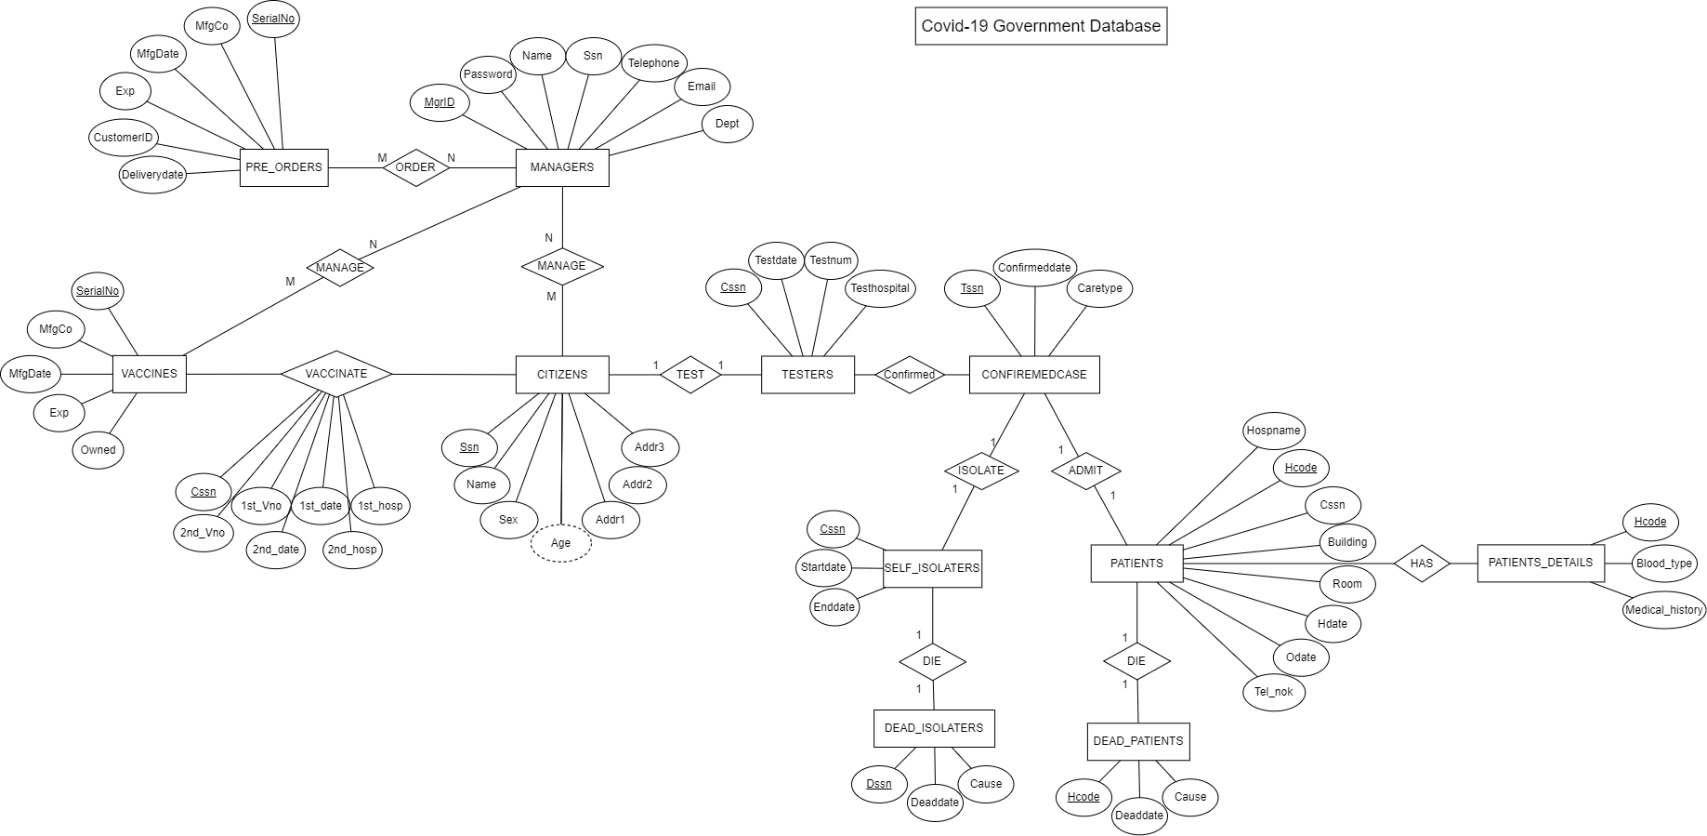 Covid-19 Government Database
SerialNo
MfgCo
MfgDate
Exp
CustomerID
Deliverydate
PRE_ORDERS
M
ORDER
N
MgrID
Password
Name
Ssn
Telephone
Email
Dept
MANAGERS
N
MANAGE
M
N
MANAGE
M
SerialNo
MfgCo
MfgDate
Exp
Owned
VACCINES
VACCINATE
Cssn
2nd_Vno
1st_Vno
2nd_date
1st_date
2nd_hosp
1st_hosp
CITIZENS
Ssn
Name
Sex
Age
Addr1
Addr2
Addr3
1
TEST
1
Cssn
Testdate
Testnum
Testhospital
TESTERS
Confirmed
Tssn
Confirmeddate
Caretype
CONFIREMEDCASE
1
ISOLATE
1
1
ADMIT
1
Cssn
Startdate
Enddate
SELF_ISOLATERS
1
DIE
1
DEAD_ISOLATERS
Dssn
Deaddate
Cause
Hospname
Hcode
Cssn
Building
Room
Hdate
Odate
Tel_nok
PATIENTS
HAS
PATIENTS_DETAILS
Hcode
Blood_type
Medical_history
1
DIE
1
DEAD_PATIENTS
Hcode
Deaddate
Cause